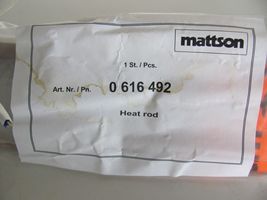 mattson
1 St. / Pcs.
Art. Nr. / Pn. 0 616 492
Heat rod